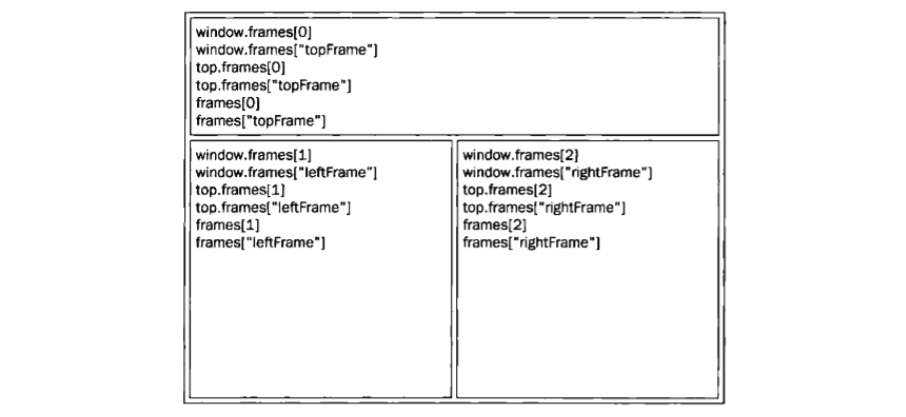 window.frames[0]
window.frames["topFrame"]
top.frames[0]
top.frames["topFrame"]
frames[0]
frames["topFrame"]
window.frames[1]
window.frames["leftFrame"]
top.frames[1]
top.frames["leftFrame"]
frames[1]
frames["leftFrame"]
window.frames[2}
window.frames["rightFrame"]
top.frames[2]
top.frames["rightFrame"]
frames[2]
frames["rightFrame"]